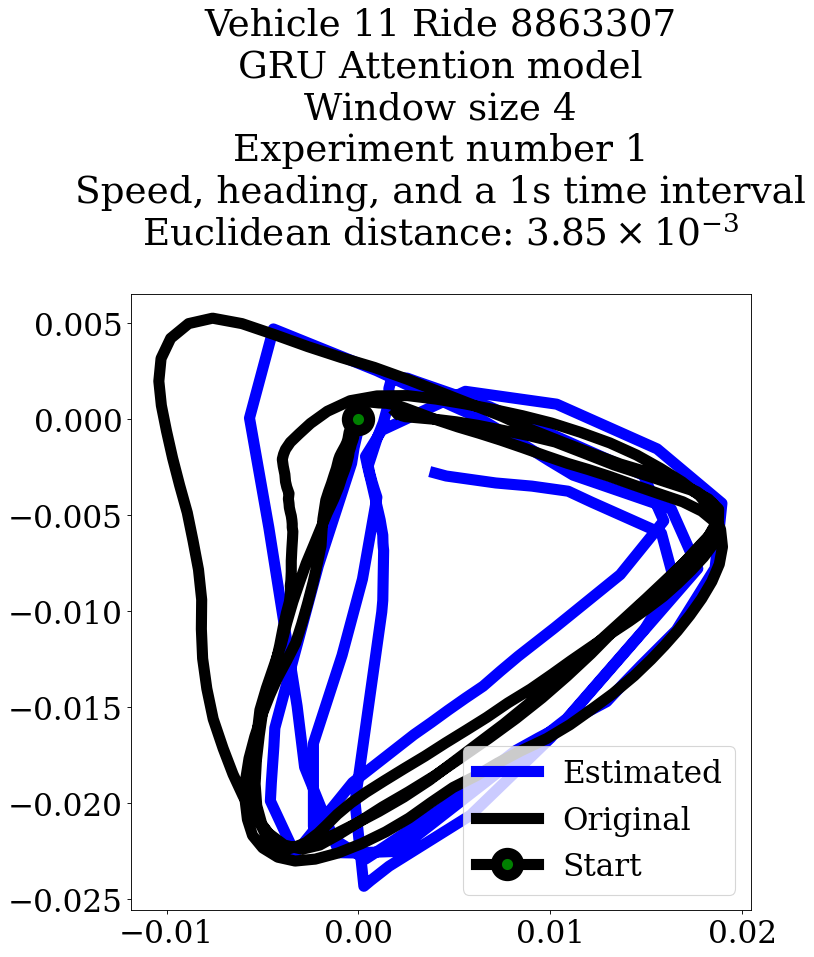 Vehicle 11 Ride 8863307
GRU Attention model
Window size 4
Experiment number 1
Speed, heading, and a 1s time interval
Euclidean distance: 3.85 × 10⁻³
0.005
0.000
−0.005
−0.010
−0.015
−0.020
−0.025
−0.01 0.00 0.01 0.02
Estimated
Original
Start